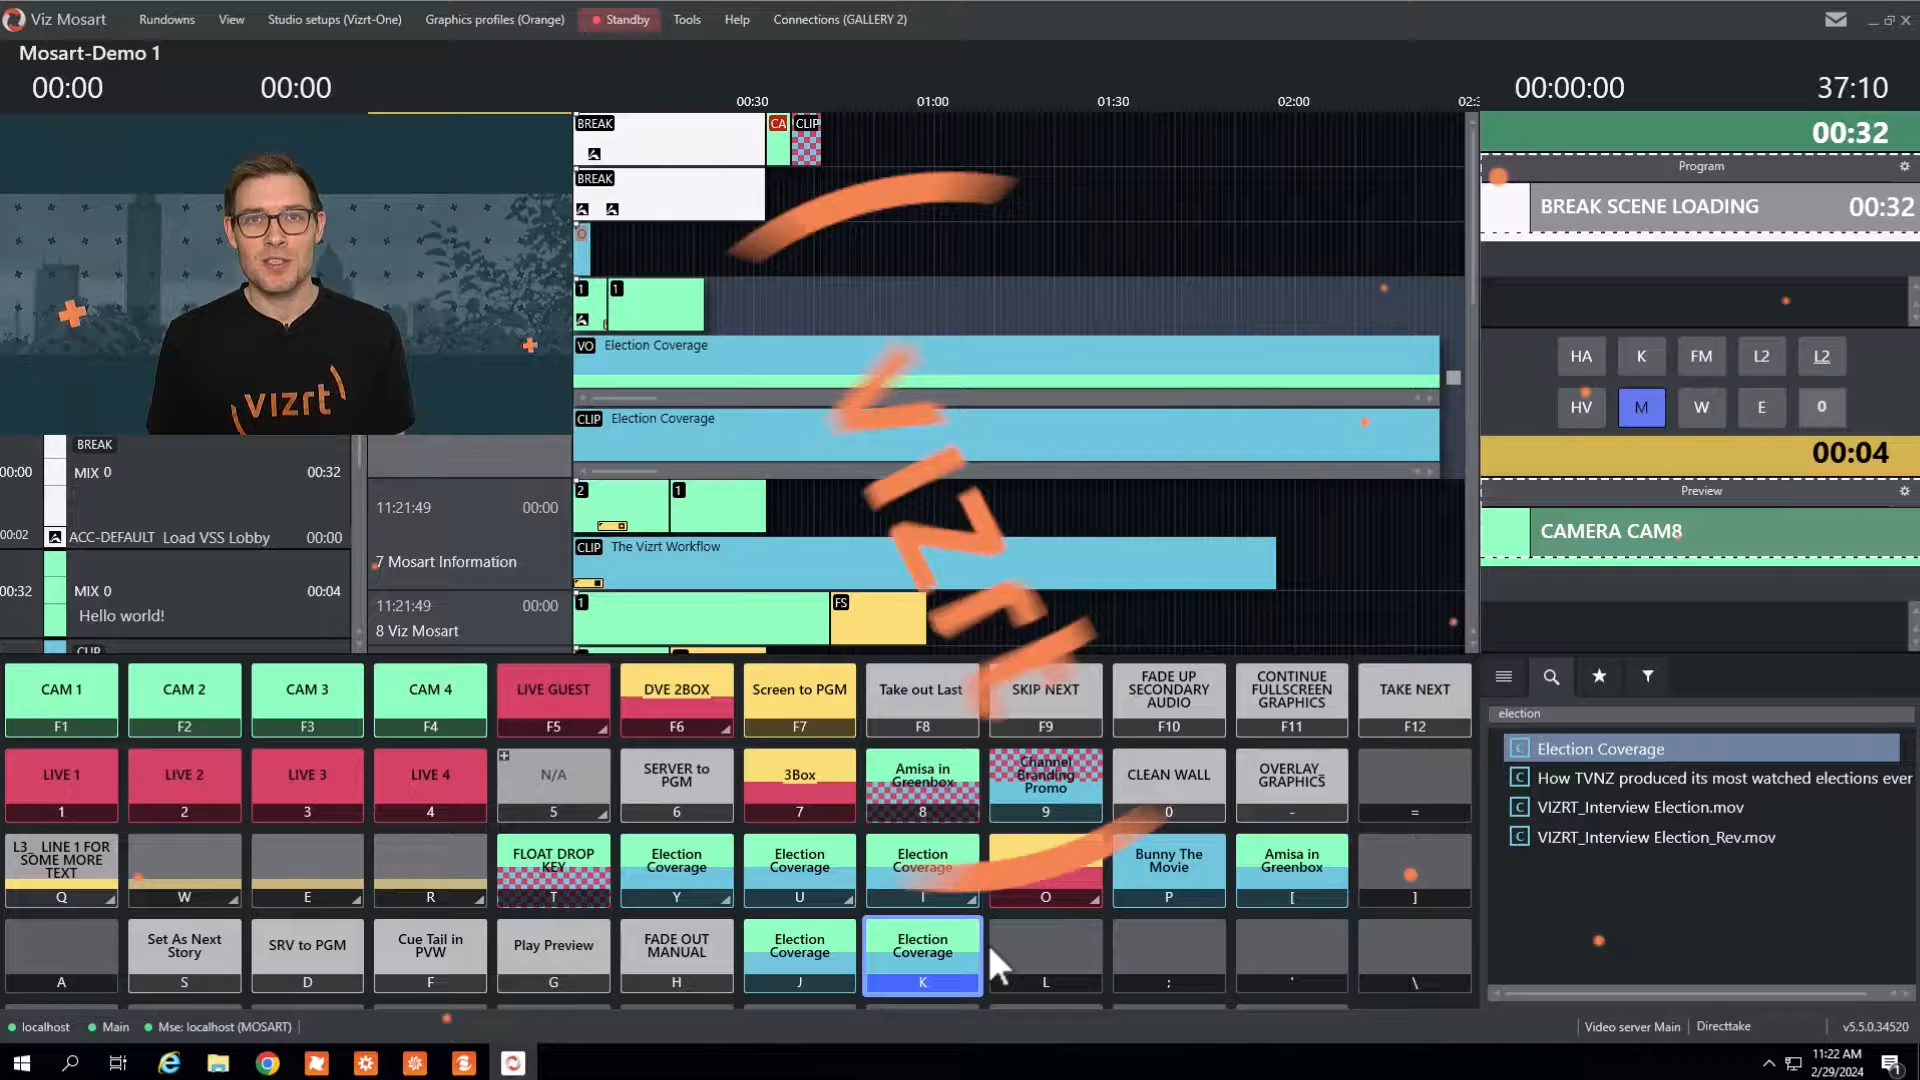 Viz Mosart
Rundowns
View
Studio setups (Vizrt-One)
Graphics profiles (Orange)
Standby
Tools
Help
Connections (GALLERY 2)
Mosart-Demo 1
00:00
00:00
00:30
01:00
01:30
02:00
00:00:00
37:10
BREAK
CA
CLIP
BREAK
1
1
VO Election Coverage
CLIP Election Coverage
2
1
CLIP The Vizrt Workflow
1
FS
vizrt
vizrt
00:32
Program
BREAK SCENE LOADING
00:32
HA
K
FM
L2
L2
HV
M
W
E
0
00:04
Preview
CAMERA CAM8
BREAK
00:00
MIX 0
00:32
00:02
ACC-DEFAULT Load VSS Lobby
00:00
00:32
MIX 0
00:04
Hello world!
CLIP
11:21:49
00:00
7 Mosart Information
11:21:49
00:00
8 Viz Mosart
CAM 1
F1
CAM 2
F2
CAM 3
F3
CAM 4
F4
LIVE GUEST
F5
DVE 2BOX
F6
Screen to PGM
F7
Take out Last
F8
SKIP NEXT
F9
FADE UP
SECONDARY
AUDIO
F10
CONTINUE
FULLSCREEN
GRAPHICS
F11
TAKE NEXT
F12
LIVE 1
1
LIVE 2
2
LIVE 3
3
LIVE 4
4
N/A
5
SERVER to
PGM
6
3Box
7
Amisa in
Greenbox
8
Channel
Branding
Promo
9
CLEAN WALL
0
OVERLAY
GRAPHICS
-
=
L3_ LINE 1 FOR
SOME MORE
TEXT
Q
W
E
R
FLOAT DROP
KEY
T
Election
Coverage
Y
Election
Coverage
U
Election
Coverage
I
O
Bunny The
Movie
P
Amisa in
Greenbox
[
]
A
Set As Next
Story
S
SRV to PGM
D
Cue Tail in
PVW
F
Play Preview
G
FADE OUT
MANUAL
H
Election
Coverage
J
Election
Coverage
K
L
;
'
\
election
C Election Coverage
C How TVNZ produced its most watched elections ever
C VIZRT_Interview Election.mov
C VIZRT_Interview Election_Rev.mov
localhost
Main
Mse: localhost (MOSART)
Video server Main
Directtake
v5.5.0.34520
11:22 AM
2/29/2024
1